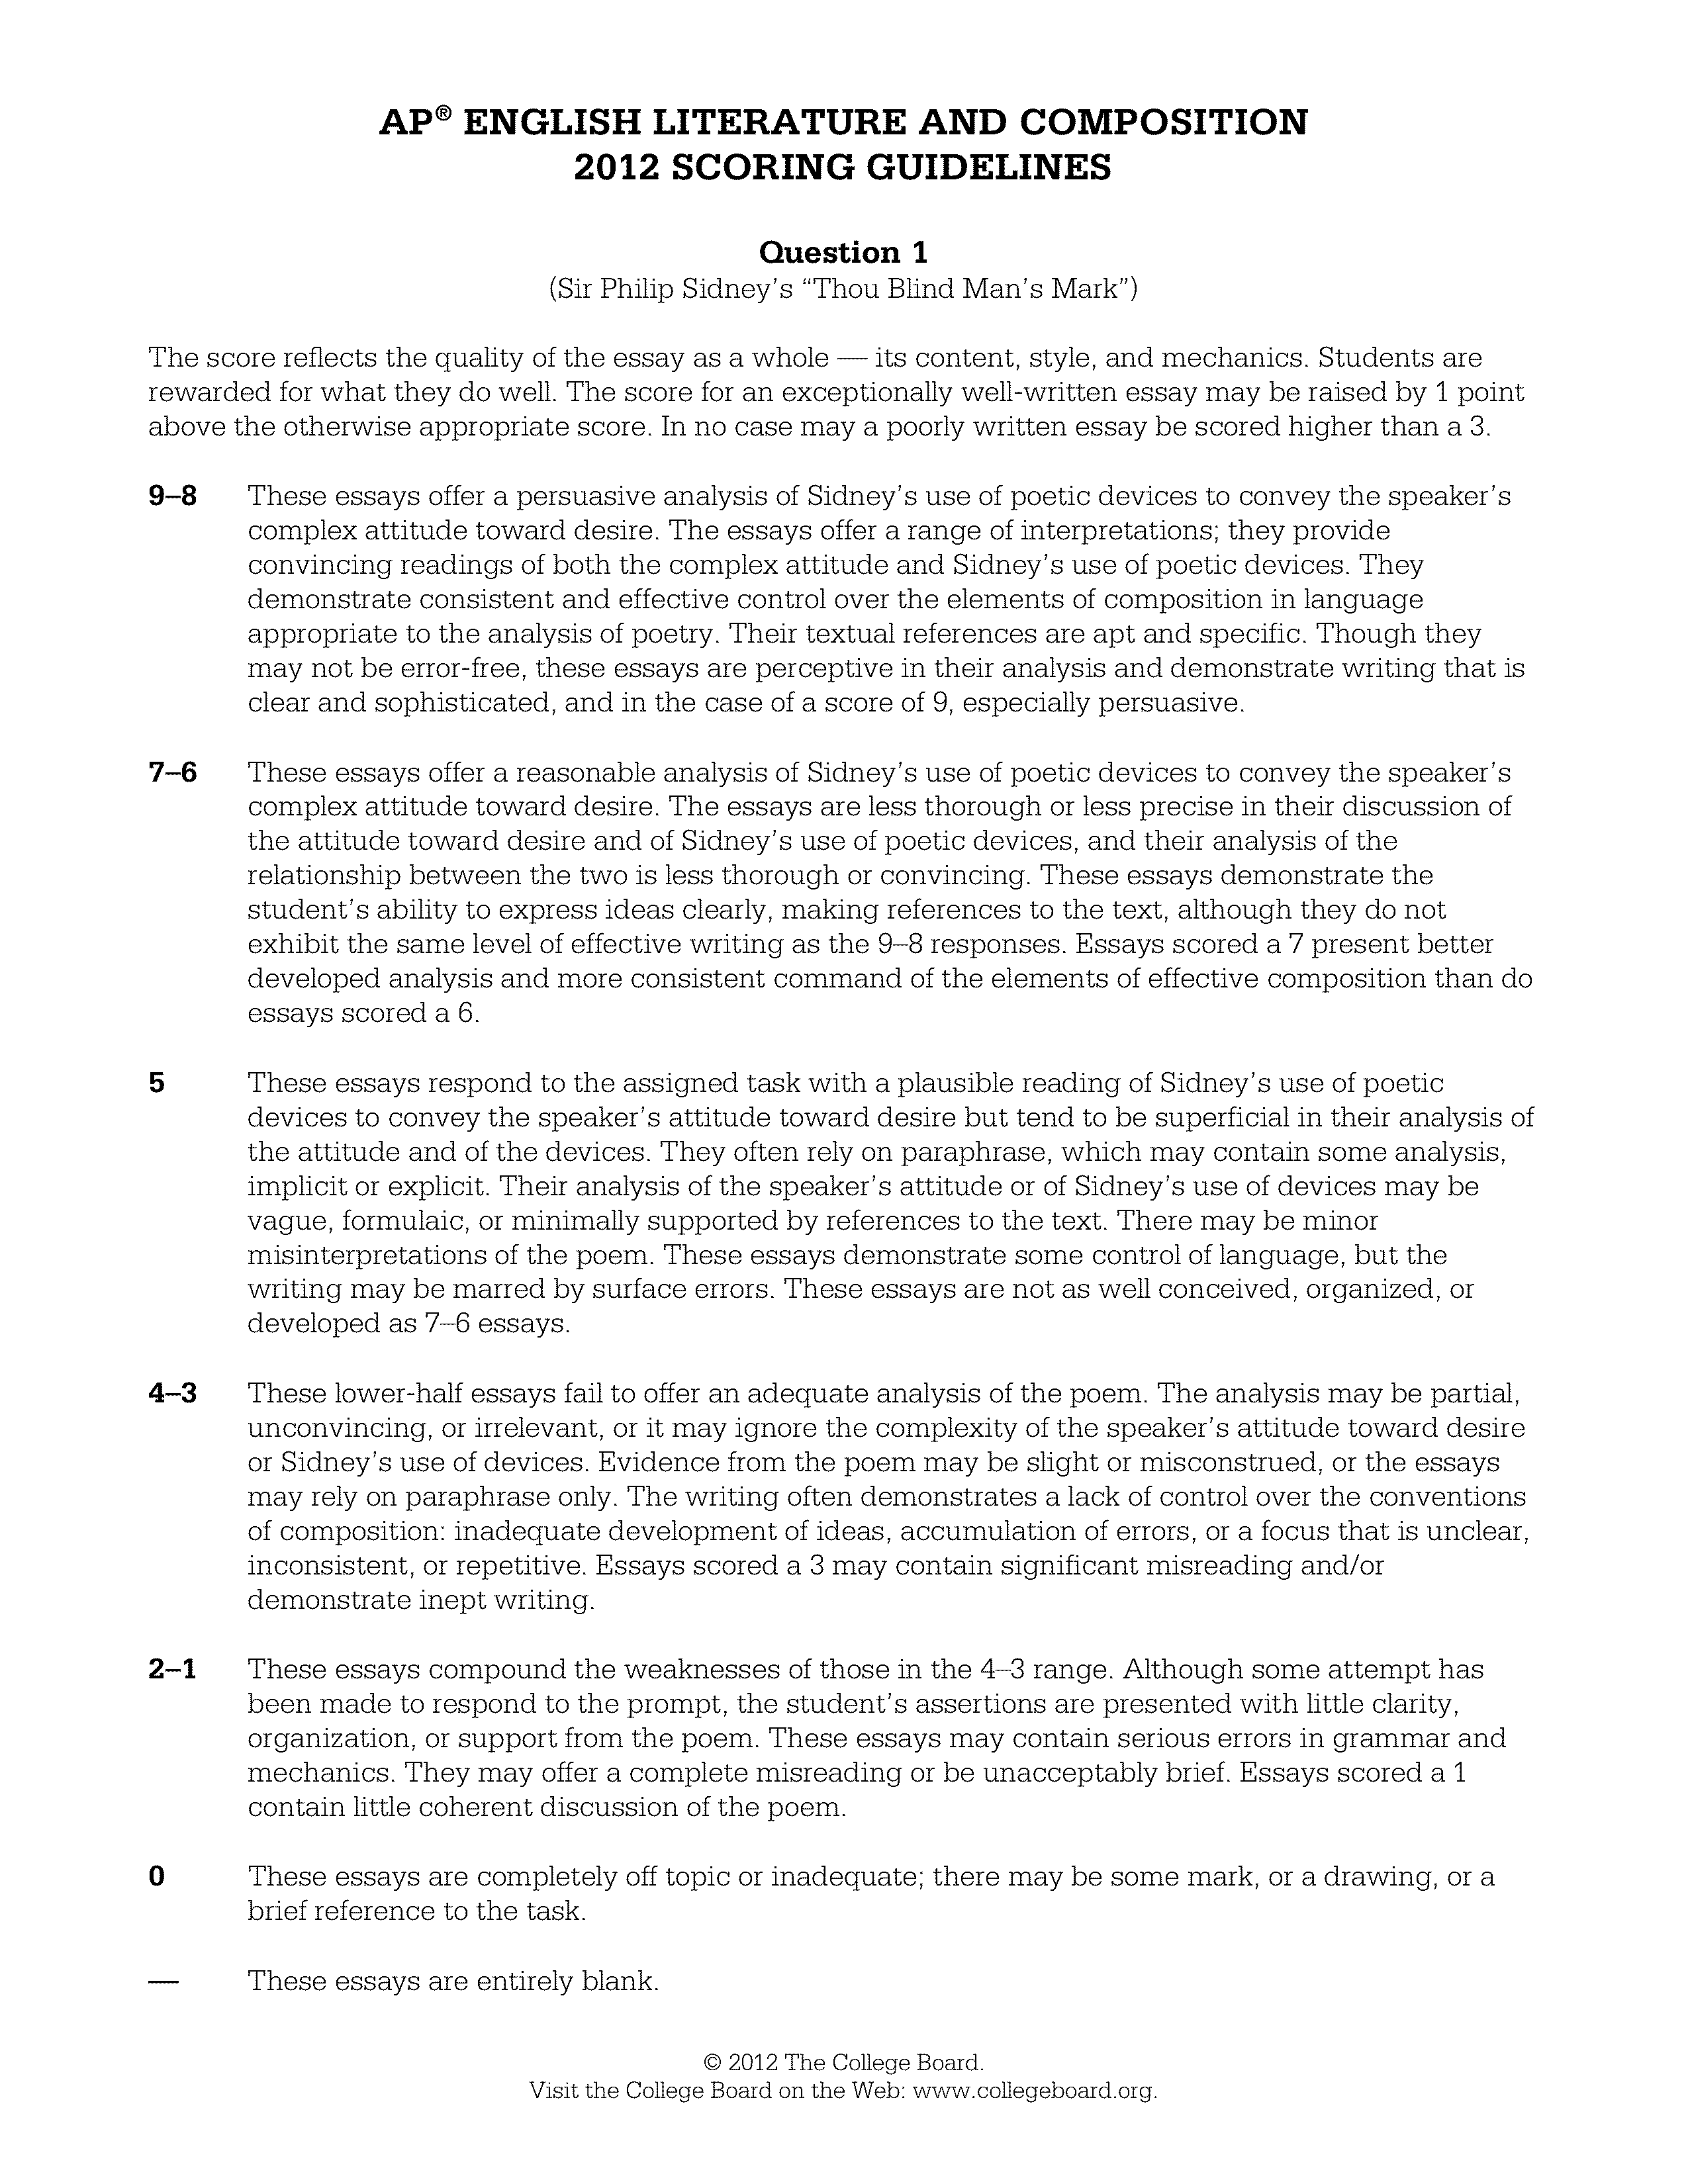 AP® ENGLISH LITERATURE AND COMPOSITION
2012 SCORING GUIDELINES
Question 1
(Sir Philip Sidney’s “Thou Blind Man’s Mark”)
The score reflects the quality of the essay as a whole — its content, style, and mechanics. Students are
rewarded for what they do well. The score for an exceptionally well-written essay may be raised by 1 point
above the otherwise appropriate score. In no case may a poorly written essay be scored higher than a 3.
9–8 These essays offer a persuasive analysis of Sidney’s use of poetic devices to convey the speaker’s
complex attitude toward desire. The essays offer a range of interpretations; they provide
convincing readings of both the complex attitude and Sidney’s use of poetic devices. They
demonstrate consistent and effective control over the elements of composition in language
appropriate to the analysis of poetry. Their textual references are apt and specific. Though they
may not be error-free, these essays are perceptive in their analysis and demonstrate writing that is
clear and sophisticated, and in the case of a score of 9, especially persuasive.
7–6 These essays offer a reasonable analysis of Sidney’s use of poetic devices to convey the speaker’s
complex attitude toward desire. The essays are less thorough or less precise in their discussion of
the attitude toward desire and of Sidney’s use of poetic devices, and their analysis of the
relationship between the two is less thorough or convincing. These essays demonstrate the
student’s ability to express ideas clearly, making references to the text, although they do not
exhibit the same level of effective writing as the 9–8 responses. Essays scored a 7 present better
developed analysis and more consistent command of the elements of effective composition than do
essays scored a 6.
5 These essays respond to the assigned task with a plausible reading of Sidney’s use of poetic
devices to convey the speaker’s attitude toward desire but tend to be superficial in their analysis of
the attitude and of the devices. They often rely on paraphrase, which may contain some analysis,
implicit or explicit. Their analysis of the speaker’s attitude or of Sidney’s use of devices may be
vague, formulaic, or minimally supported by references to the text. There may be minor
misinterpretations of the poem. These essays demonstrate some control of language, but the
writing may be marred by surface errors. These essays are not as well conceived, organized, or
developed as 7–6 essays.
4–3 These lower-half essays fail to offer an adequate analysis of the poem. The analysis may be partial,
unconvincing, or irrelevant, or it may ignore the complexity of the speaker’s attitude toward desire
or Sidney’s use of devices. Evidence from the poem may be slight or misconstrued, or the essays
may rely on paraphrase only. The writing often demonstrates a lack of control over the conventions
of composition: inadequate development of ideas, accumulation of errors, or a focus that is unclear,
inconsistent, or repetitive. Essays scored a 3 may contain significant misreading and/or
demonstrate inept writing.
2–1 These essays compound the weaknesses of those in the 4–3 range. Although some attempt has
been made to respond to the prompt, the student’s assertions are presented with little clarity,
organization, or support from the poem. These essays may contain serious errors in grammar and
mechanics. They may offer a complete misreading or be unacceptably brief. Essays scored a 1
contain little coherent discussion of the poem.
0 These essays are completely off topic or inadequate; there may be some mark, or a drawing, or a
brief reference to the task.
— These essays are entirely blank.
© 2012 The College Board.
Visit the College Board on the Web: www.collegeboard.org.